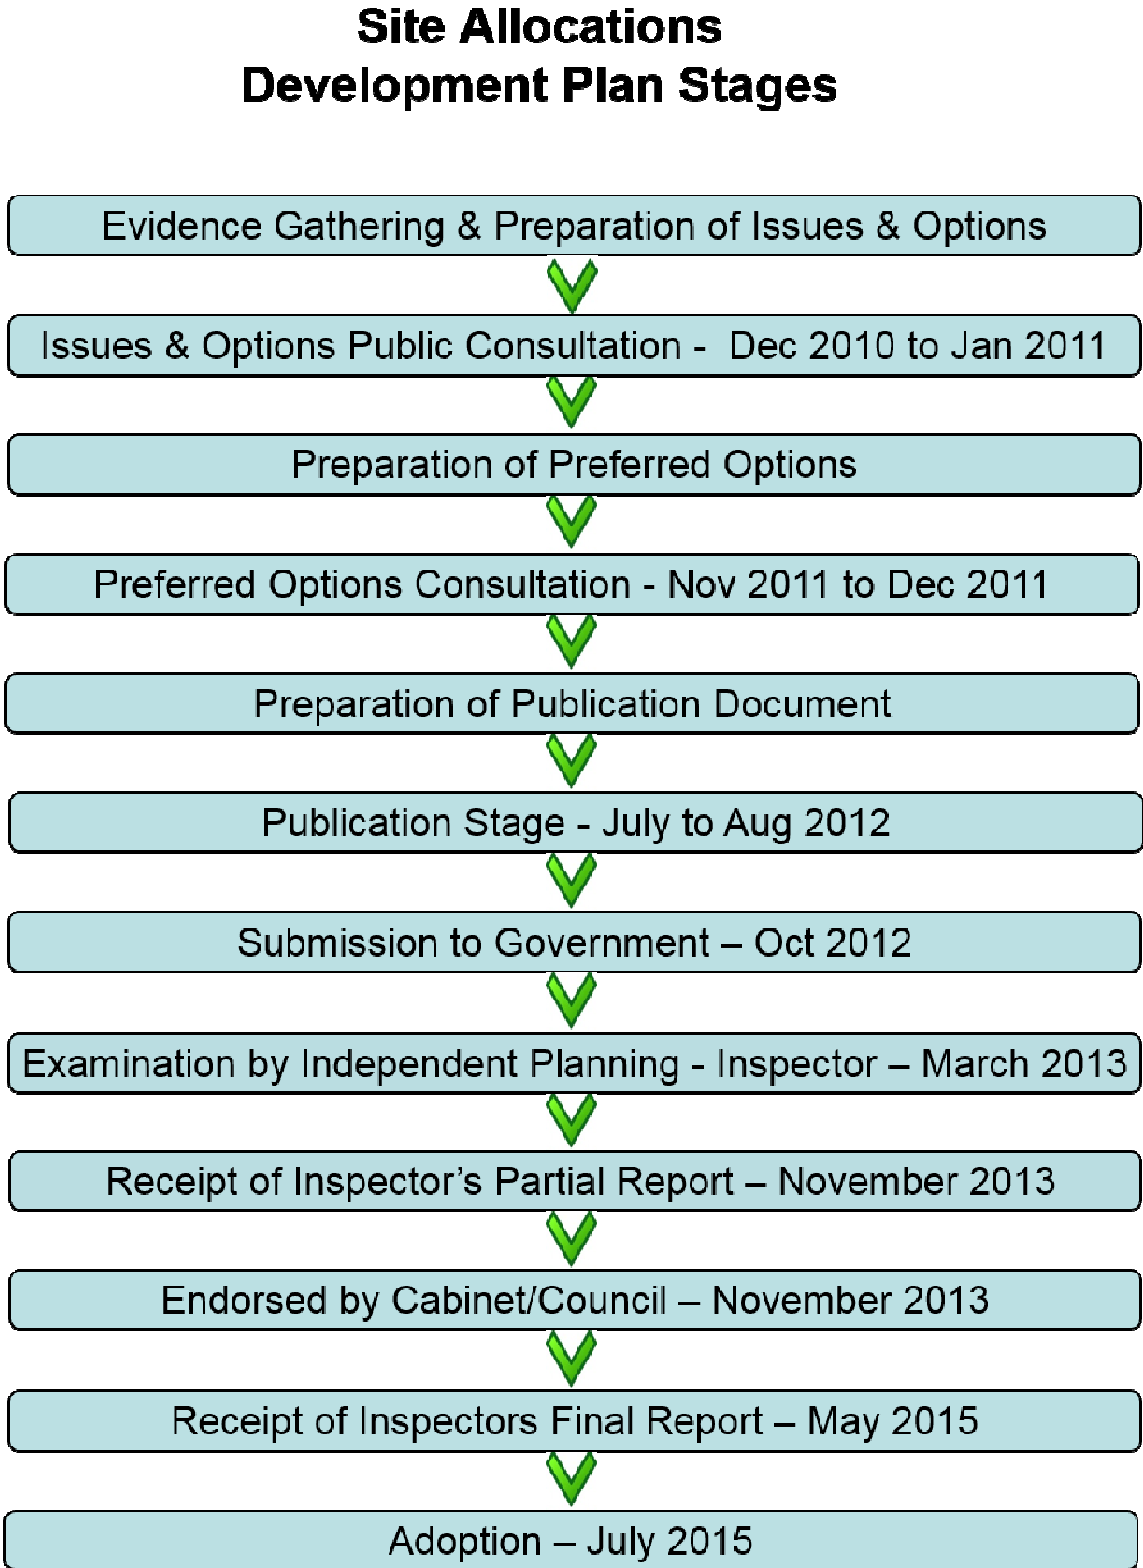 Site Allocations
Development Plan Stages
Evidence Gathering & Preparation of Issues & Options
Issues & Options Public Consultation -  Dec 2010 to Jan 2011
Preparation of Preferred Options
Preferred Options Consultation - Nov 2011 to Dec 2011
Preparation of Publication Document
Publication Stage - July to Aug 2012
Submission to Government – Oct 2012
Examination by Independent Planning - Inspector – March 2013
Receipt of Inspector’s Partial Report – November 2013
Endorsed by Cabinet/Council – November 2013
Receipt of Inspectors Final Report – May 2015
Adoption – July 2015